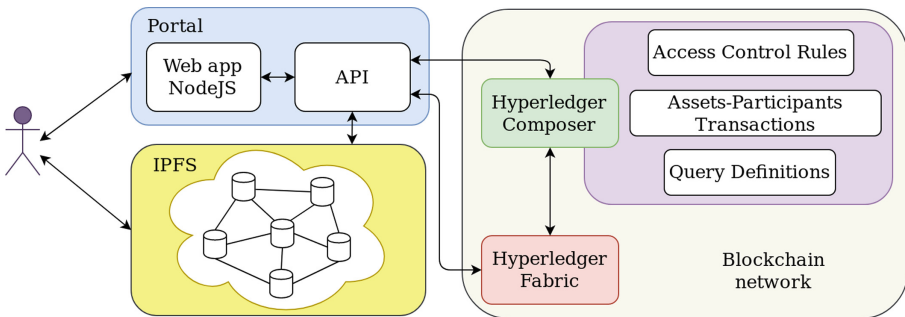 Portal
Web app
NodeJS
API
IPFS
Hyperledger
Composer
Access Control Rules
Assets-Participants
Transactions
Query Definitions
Hyperledger
Fabric
Blockchain
network